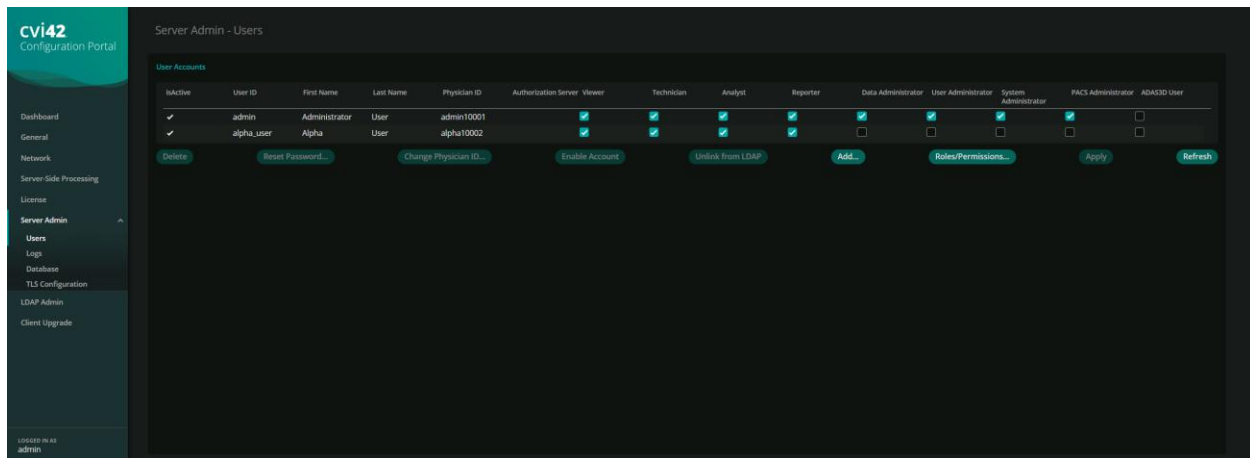 cvi42
Configuration Portal
Dashboard
General
Network
Server-Side Processing
License
Server Admin
Users
Logs
Database
TLS Configuration
LDAP Admin
Client Upgrade
LOGGED IN AS
admin
Server Admin - Users
User Accounts
isActive User ID First Name Last Name Physician ID Authorization Server Viewer Technician Analyst Reporter Data Administrator User Administrator System Administrator PACS Administrator ADAS3D User
admin Administrator User admin10001
alpha_user Alpha User alpha10002
Delete Reset Password... Change Physician ID... Enable Account Unlink from LDAP Add... Roles/Permissions... Apply Refresh